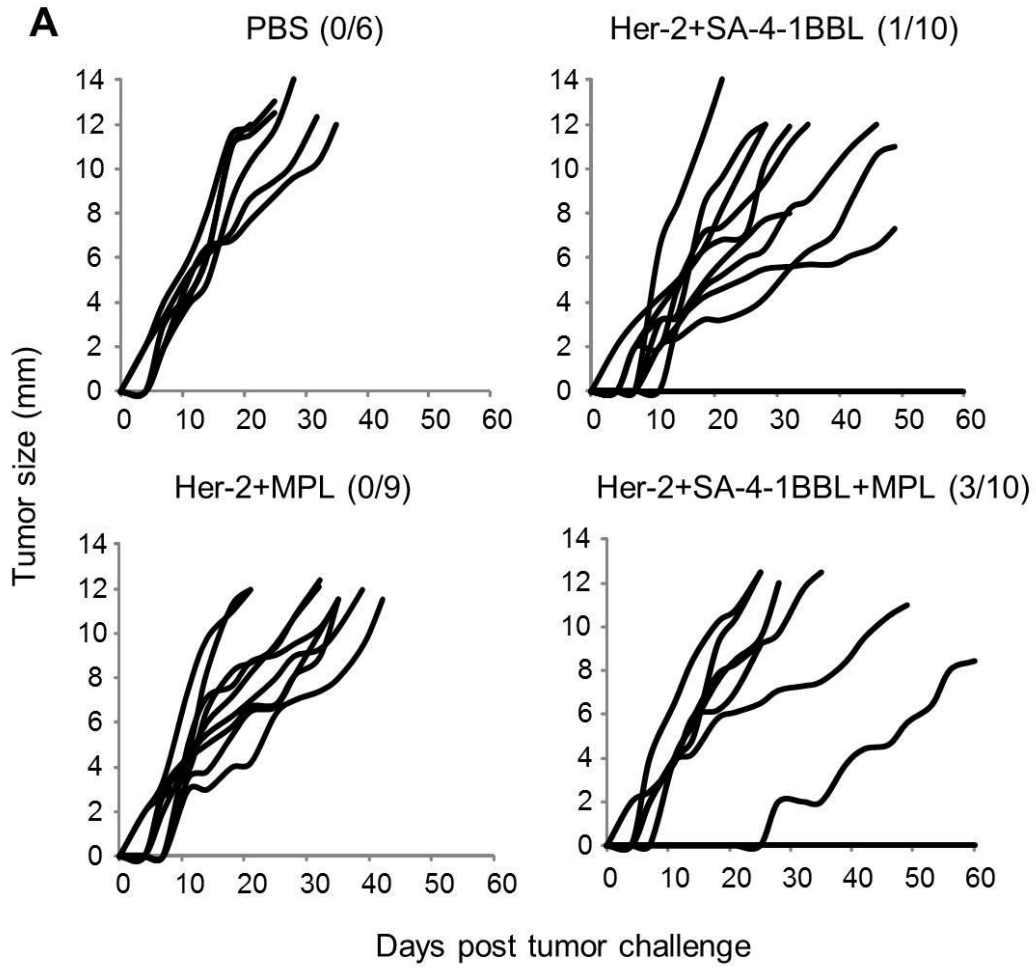 A
PBS (0/6)
14
12
10
8
6
4
2
0
0 10 20 30 40 50 60
Her-2+SA-4-1BBL (1/10)
14
12
10
8
6
4
2
0
0 10 20 30 40 50 60
Tumor size (mm)
Her-2+MPL (0/9)
14
12
10
8
6
4
2
0
0 10 20 30 40 50 60
Her-2+SA-4-1BBL+MPL (3/10)
14
12
10
8
6
4
2
0
0 10 20 30 40 50 60
Days post tumor challenge